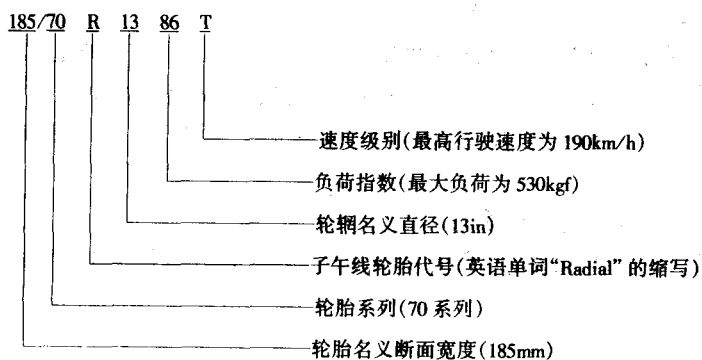 185/70 R 13 86 T
速度级别(最高行驶速度为 190km/h)
负荷指数(最大负荷为 530kgf)
轮辋名义直径(13in)
子午线轮胎代号(英语单词“Radial”的缩写)
轮胎系列(70 系列)
轮胎名义断面宽度(185mm)